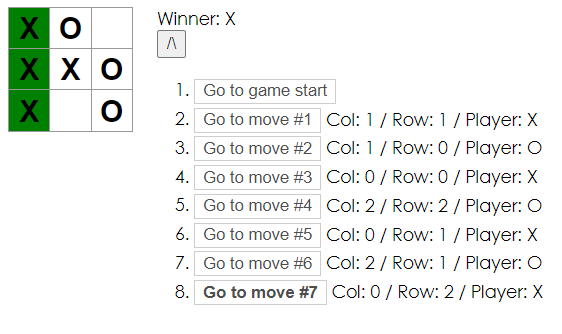 X O
X X O
X O
Winner: X
/\
1. Go to game start
2. Go to move #1 Col: 1 / Row: 1 / Player: X
3. Go to move #2 Col: 1 / Row: 0 / Player: O
4. Go to move #3 Col: 0 / Row: 0 / Player: X
5. Go to move #4 Col: 2 / Row: 2 / Player: O
6. Go to move #5 Col: 0 / Row: 1 / Player: X
7. Go to move #6 Col: 2 / Row: 1 / Player: O
8. Go to move #7 Col: 0 / Row: 2 / Player: X